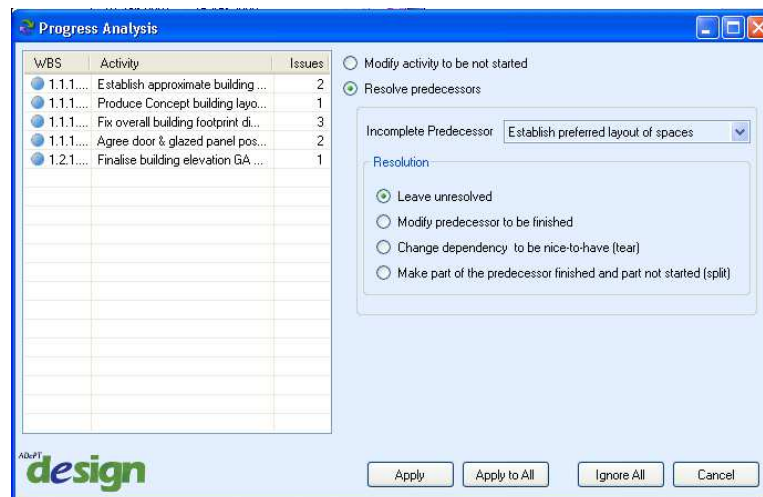 Progress Analysis
WBS Activity Issues
1.1.1.... Establish approximate building ... 2
1.1.1.... Produce Concept building layo... 1
1.1.1.... Fix overall building footprint di... 3
1.1.1.... Agree door & glazed panel pos... 2
1.2.1.... Finalise building elevation GA ... 1
Modify activity to be not started
Resolve predecessors
Incomplete Predecessor Establish preferred layout of spaces
Resolution
Leave unresolved
Modify predecessor to be finished
Change dependency to be nice-to-have (tear)
Make part of the predecessor finished and part not started (split)
ADePT
design
Apply Apply to All Ignore All Cancel